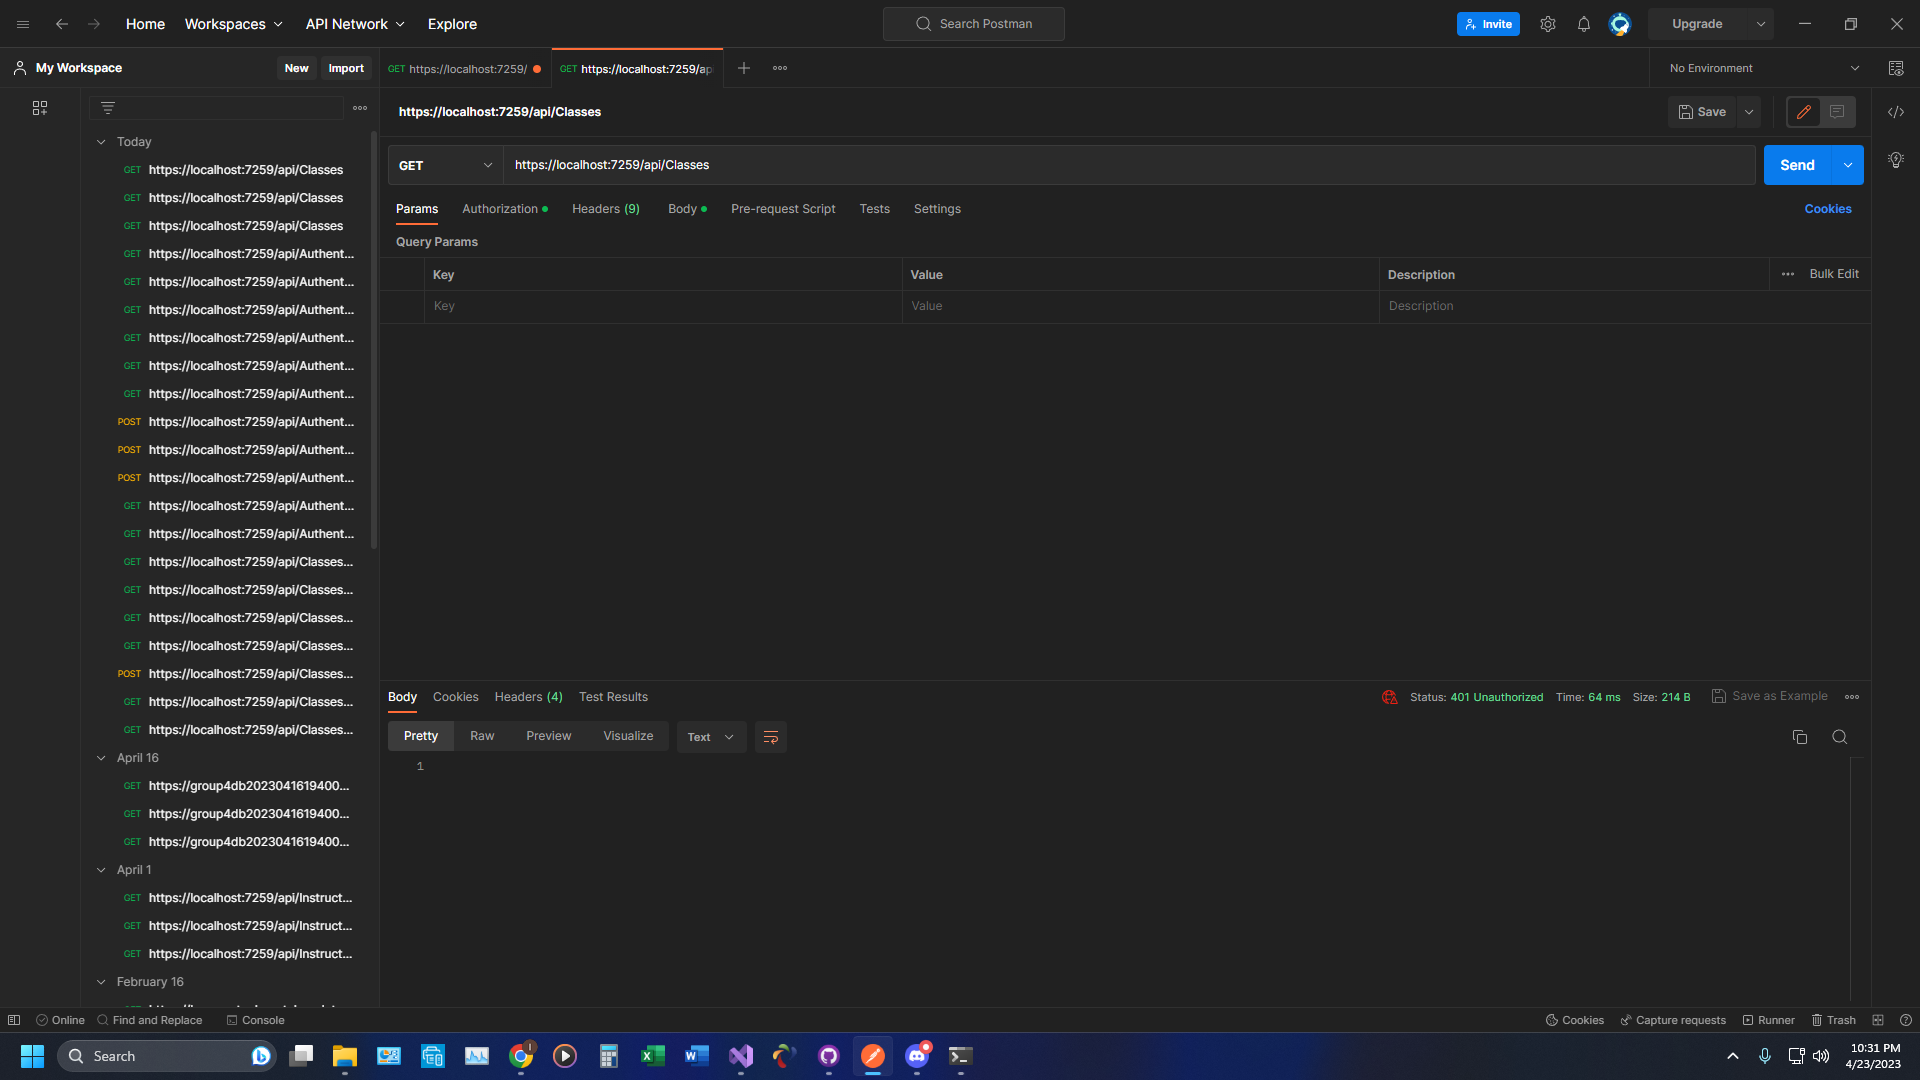 Home
Workspaces
API Network
Explore
Search Postman
Invite
Upgrade
My Workspace
New
Import
GET https://localhost:7259/
GET https://localhost:7259/ap
No Environment
https://localhost:7259/api/Classes
Save
GET
https://localhost:7259/api/Classes
Send
Params
Authorization
Headers (9)
Body
Pre-request Script
Tests
Settings
Cookies
Query Params
Key
Value
Description
Bulk Edit
Key
Value
Description
Today
GET https://localhost:7259/api/Classes
GET https://localhost:7259/api/Classes
GET https://localhost:7259/api/Classes
GET https://localhost:7259/api/Authent...
GET https://localhost:7259/api/Authent...
GET https://localhost:7259/api/Authent...
GET https://localhost:7259/api/Authent...
GET https://localhost:7259/api/Authent...
GET https://localhost:7259/api/Authent...
POST https://localhost:7259/api/Authent...
POST https://localhost:7259/api/Authent...
POST https://localhost:7259/api/Authent...
GET https://localhost:7259/api/Authent...
GET https://localhost:7259/api/Authent...
GET https://localhost:7259/api/Classes...
GET https://localhost:7259/api/Classes...
GET https://localhost:7259/api/Classes...
GET https://localhost:7259/api/Classes...
POST https://localhost:7259/api/Classes...
GET https://localhost:7259/api/Classes...
GET https://localhost:7259/api/Classes...
April 16
GET https://group4db2023041619400...
GET https://group4db2023041619400...
GET https://group4db2023041619400...
April 1
GET https://localhost:7259/api/Instruct...
GET https://localhost:7259/api/Instruct...
GET https://localhost:7259/api/Instruct...
February 16
Body
Cookies
Headers (4)
Test Results
Status: 401 Unauthorized
Time: 64 ms
Size: 214 B
Save as Example
Pretty
Raw
Preview
Visualize
Text
1
Online
Find and Replace
Console
Cookies
Capture requests
Runner
Trash
Search
10:31 PM
4/23/2023